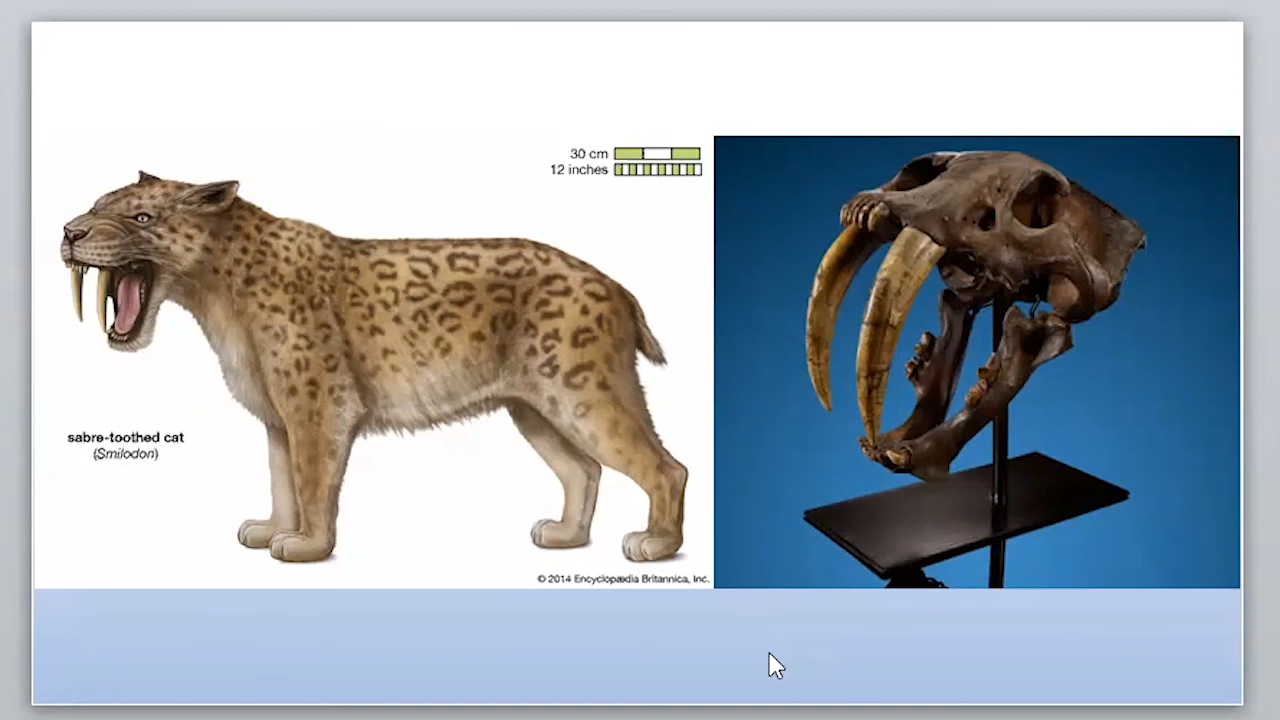 30 cm
12 inches
sabre-toothed cat
(Smilodon)
© 2014 Encyclopædia Britannica, Inc.